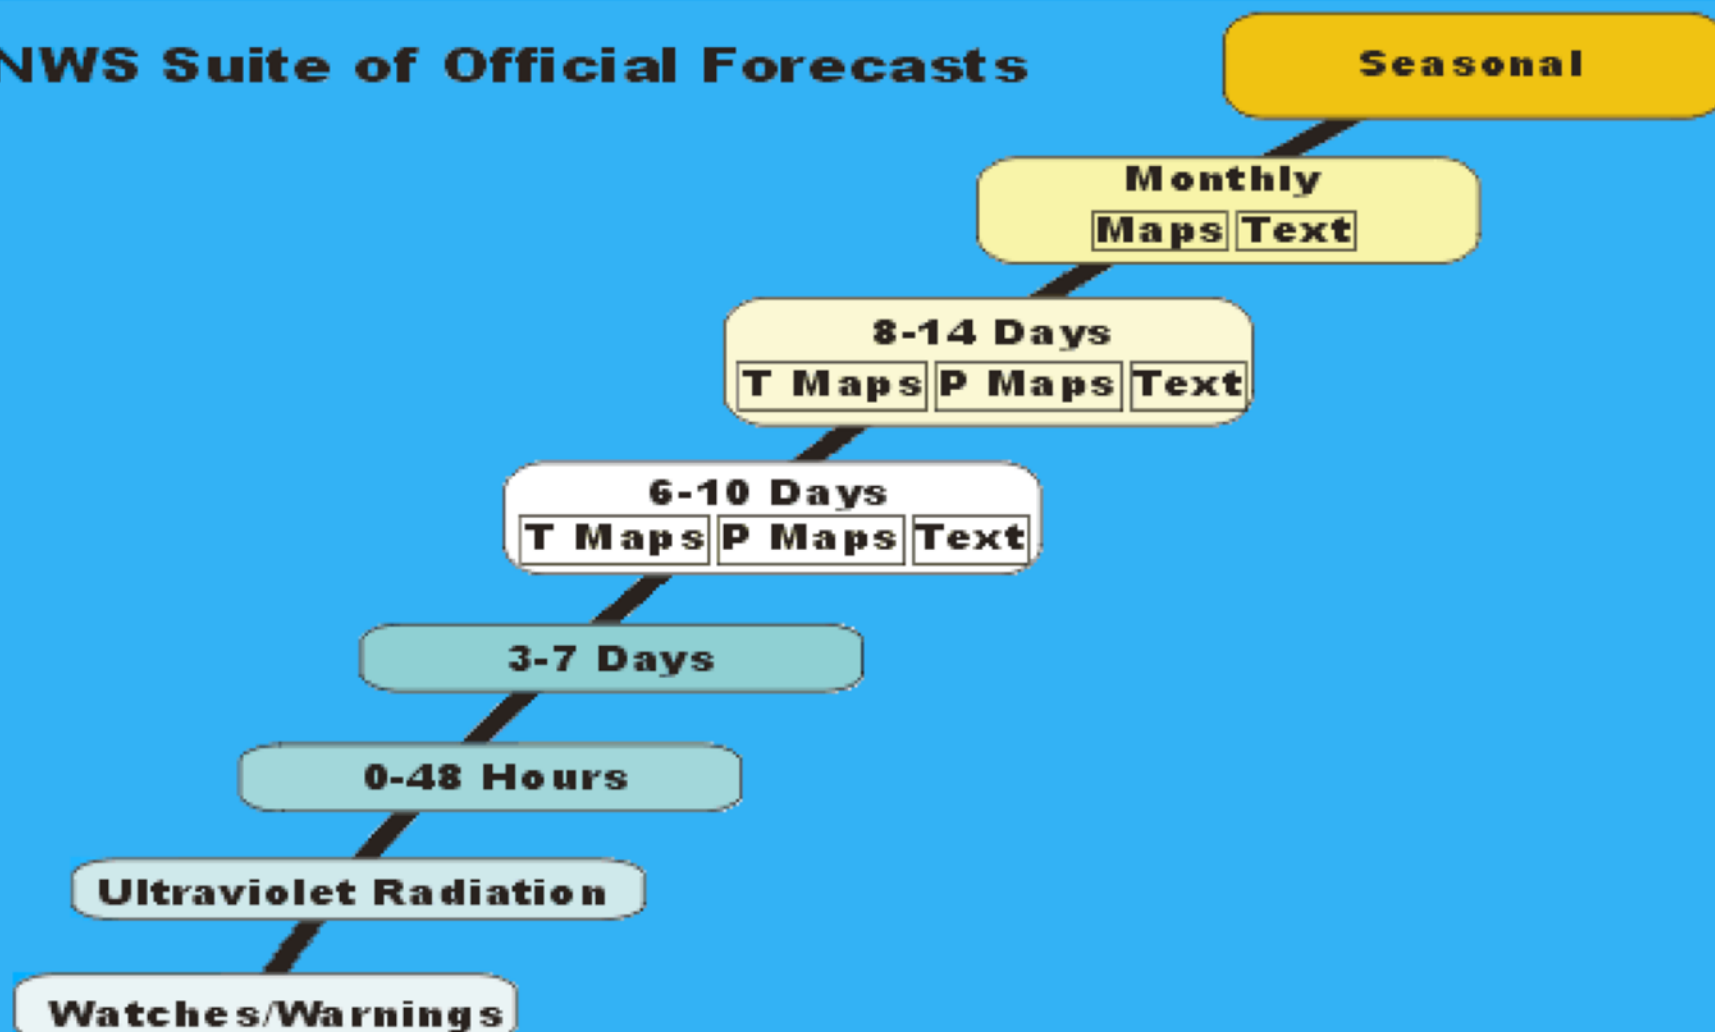 NWS Suite of Official Forecasts
Seasonal
Monthly
Maps Text
8-14 Days
T Maps P Maps Text
6-10 Days
T Maps P Maps Text
3-7 Days
0-48 Hours
Ultraviolet Radiation
Watches/Warnings